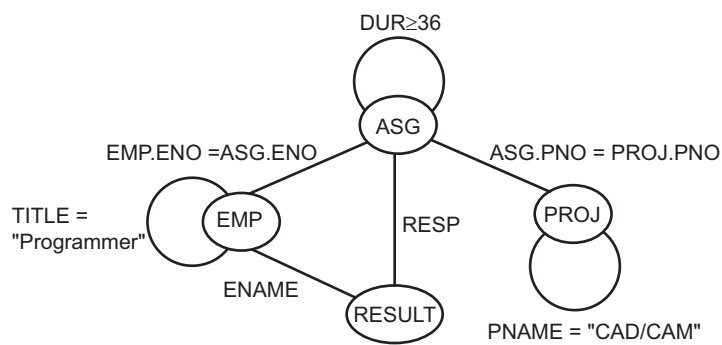 DUR≥36
ASG
EMP.ENO =ASG.ENO
ASG.PNO = PROJ.PNO
TITLE =
"Programmer"
EMP
RESP
PROJ
ENAME
RESULT
PNAME = "CAD/CAM"